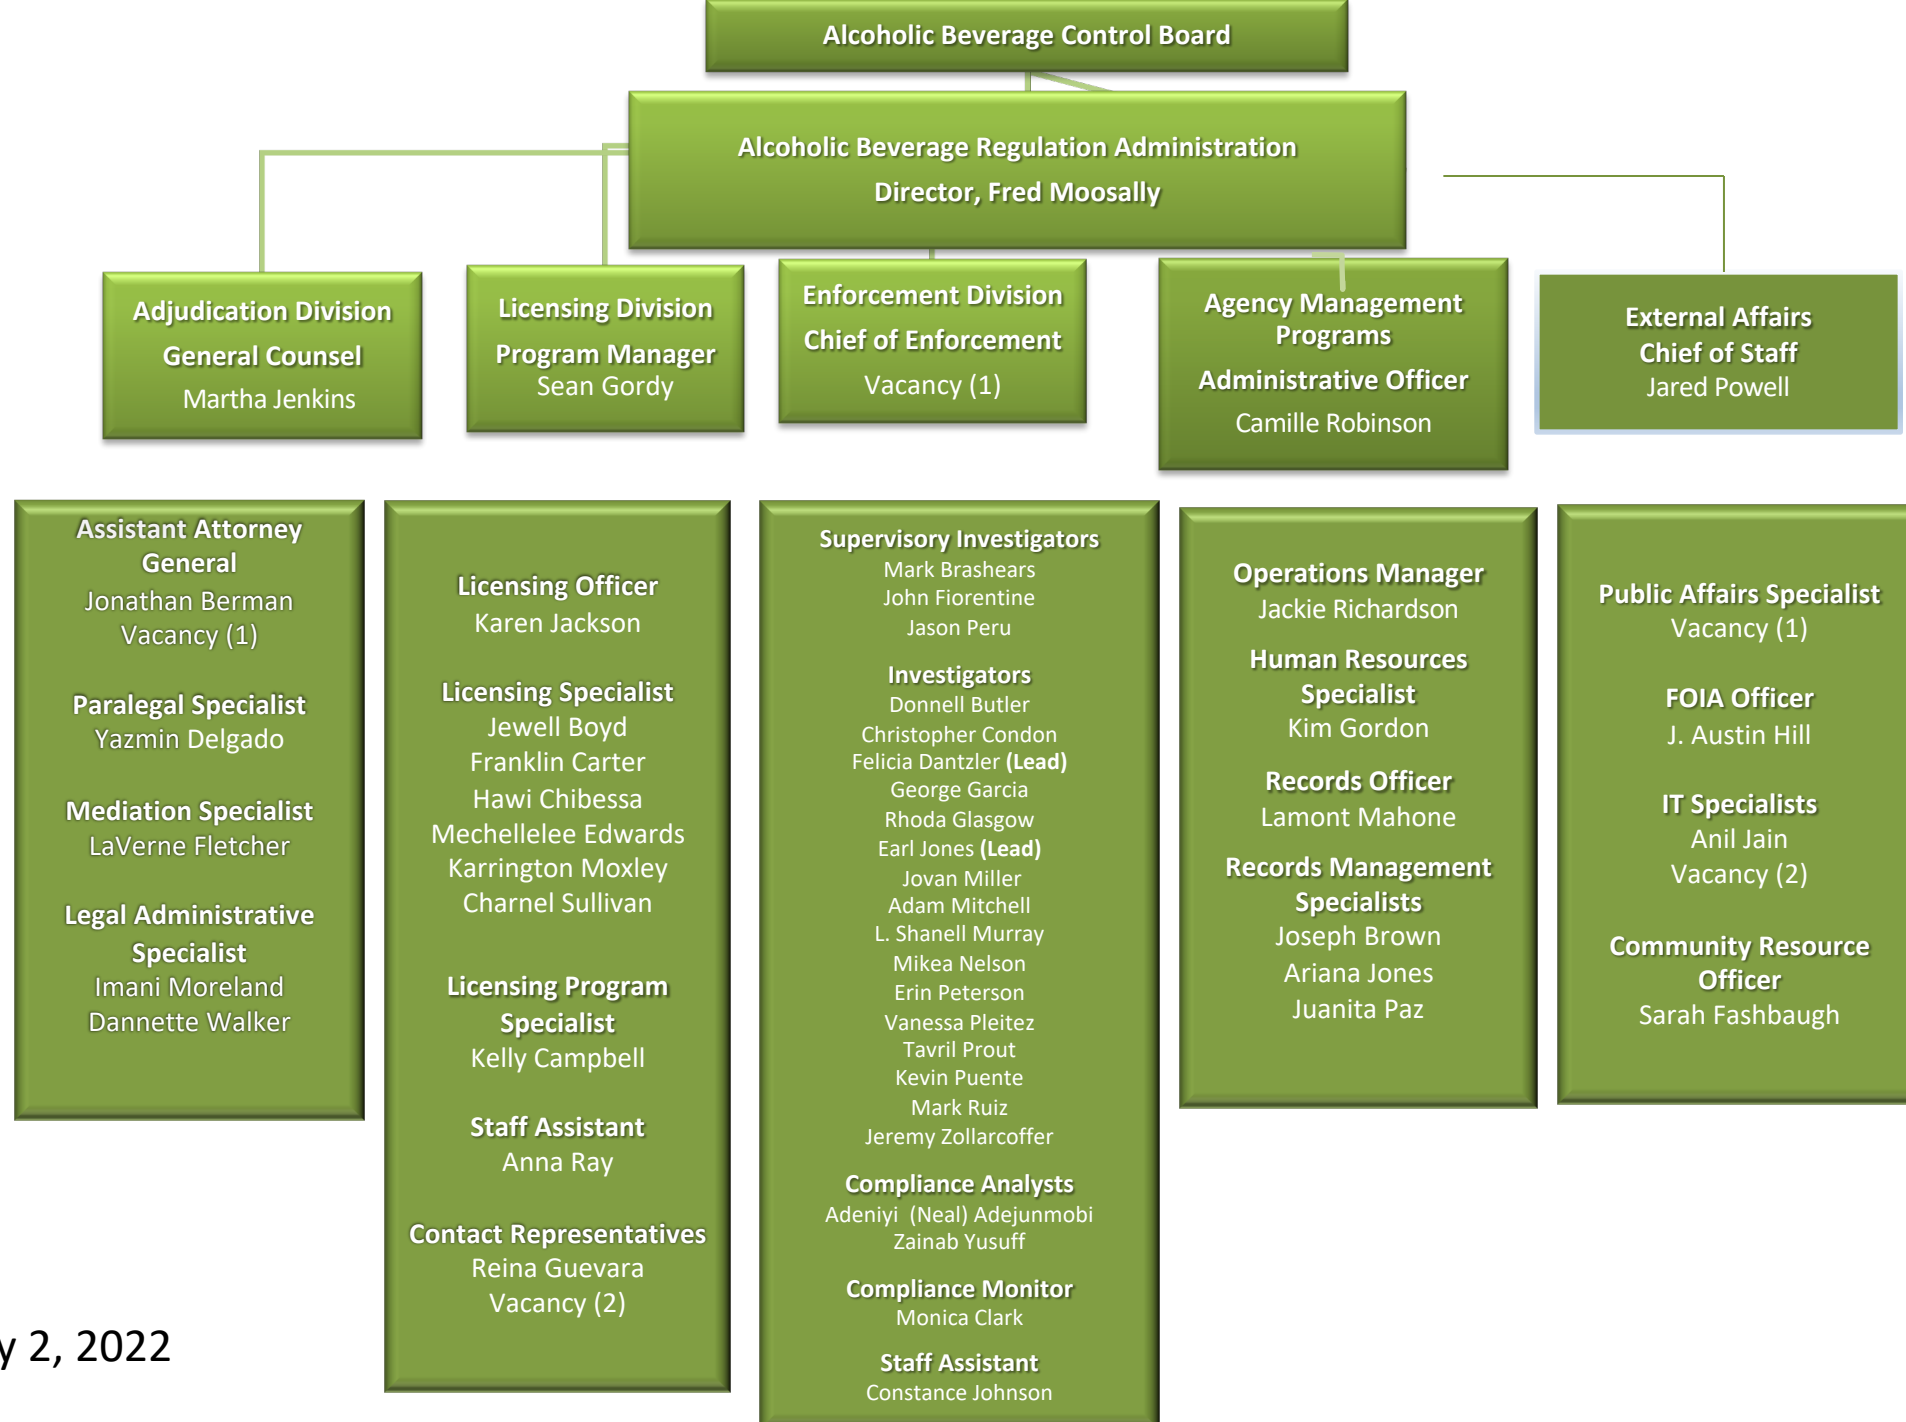 Alcoholic Beverage Control Board
Alcoholic Beverage Regulation Administration
Director, Fred Moosally
Adjudication Division
General Counsel
Martha Jenkins
Licensing Division
Program Manager
Sean Gordy
Enforcement Division
Chief of Enforcement
Vacancy (1)
Agency Management
Programs
Administrative Officer
Camille Robinson
External Affairs
Chief of Staff
Jared Powell
Assistant Attorney
General
Jonathan Berman
Vacancy (1)
Paralegal Specialist
Yazmin Delgado
Mediation Specialist
LaVerne Fletcher
Legal Administrative
Specialist
Imani Moreland
Dannette Walker
Licensing Officer
Karen Jackson
Licensing Specialist
Jewell Boyd
Franklin Carter
Hawi Chibessa
Mechellelee Edwards
Karrington Moxley
Charnel Sullivan
Licensing Program
Specialist
Kelly Campbell
Staff Assistant
Anna Ray
Contact Representatives
Reina Guevara
Vacancy (2)
Supervisory Investigators
Mark Brashears
John Fiorentine
Jason Peru
Investigators
Donnell Butler
Christopher Condon
Felicia Dantzler (Lead)
George Garcia
Rhoda Glasgow
Earl Jones (Lead)
Jovan Miller
Adam Mitchell
L. Shanell Murray
Mikea Nelson
Erin Peterson
Vanessa Pleitez
Tavril Prout
Kevin Puente
Mark Ruiz
Jeremy Zollarcoffer
Compliance Analysts
Adeniyi (Neal) Adejunmobi
Zainab Yusuff
Compliance Monitor
Monica Clark
Staff Assistant
Constance Johnson
Operations Manager
Jackie Richardson
Human Resources
Specialist
Kim Gordon
Records Officer
Lamont Mahone
Records Management
Specialists
Joseph Brown
Ariana Jones
Juanita Paz
Public Affairs Specialist
Vacancy (1)
FOIA Officer
J. Austin Hill
IT Specialists
Anil Jain
Vacancy (2)
Community Resource
Officer
Sarah Fashbaugh
y 2, 2022